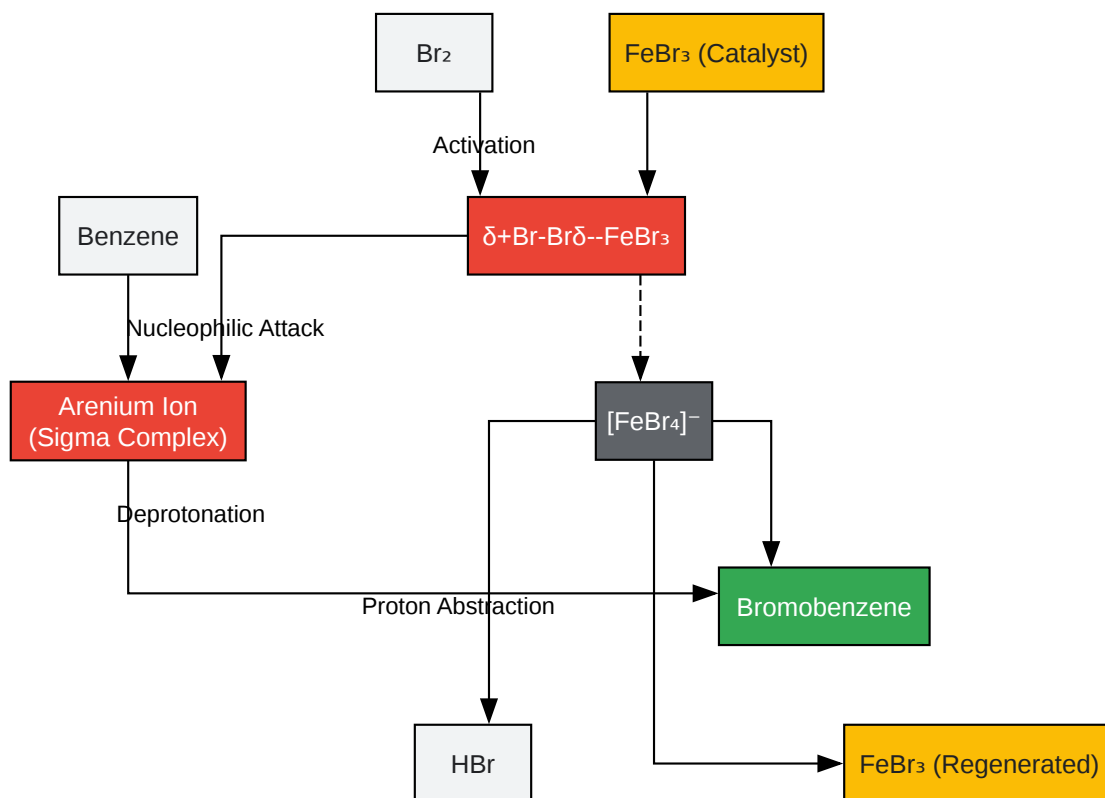 Br₂
FeBr₃ (Catalyst)
Activation
Benzene
δ+Br-Brδ--FeBr₃
Nucleophilic Attack
Arenium Ion
(Sigma Complex)
[FeBr₄]⁻
Deprotonation
Bromobenzene
Proton Abstraction
HBr
FeBr₃ (Regenerated)